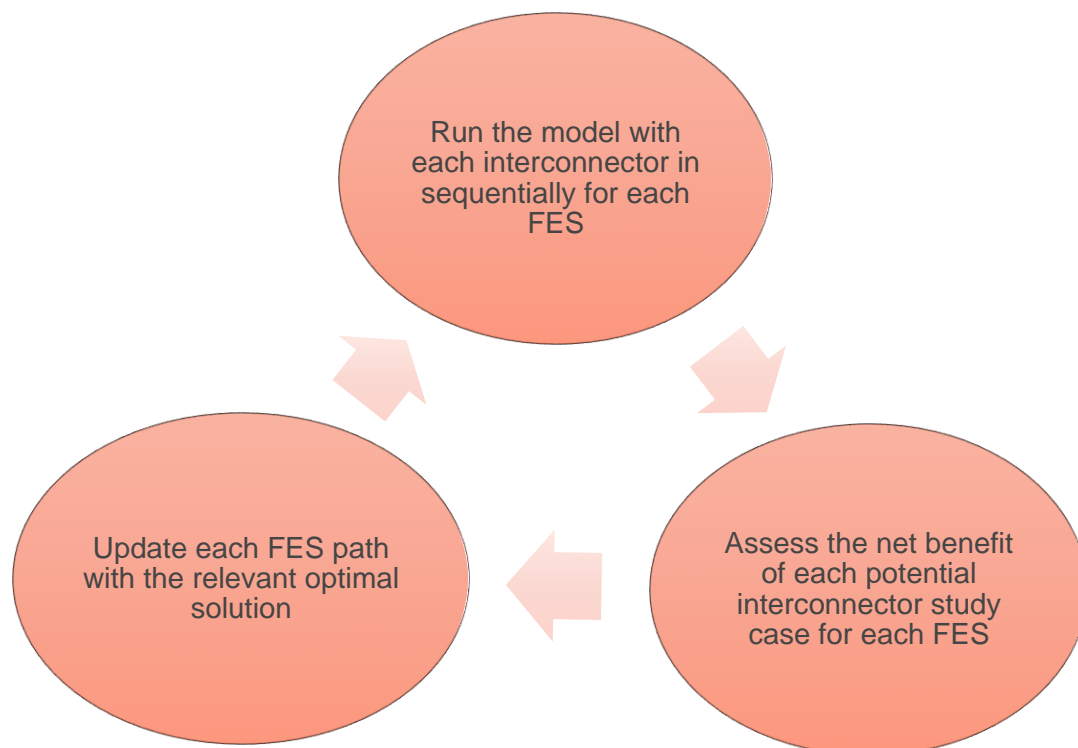 Run the model with
each interconnector in
sequentially for each
FES
Assess the net benefit
of each potential
interconnector study
case for each FES
Update each FES path
with the relevant optimal
solution